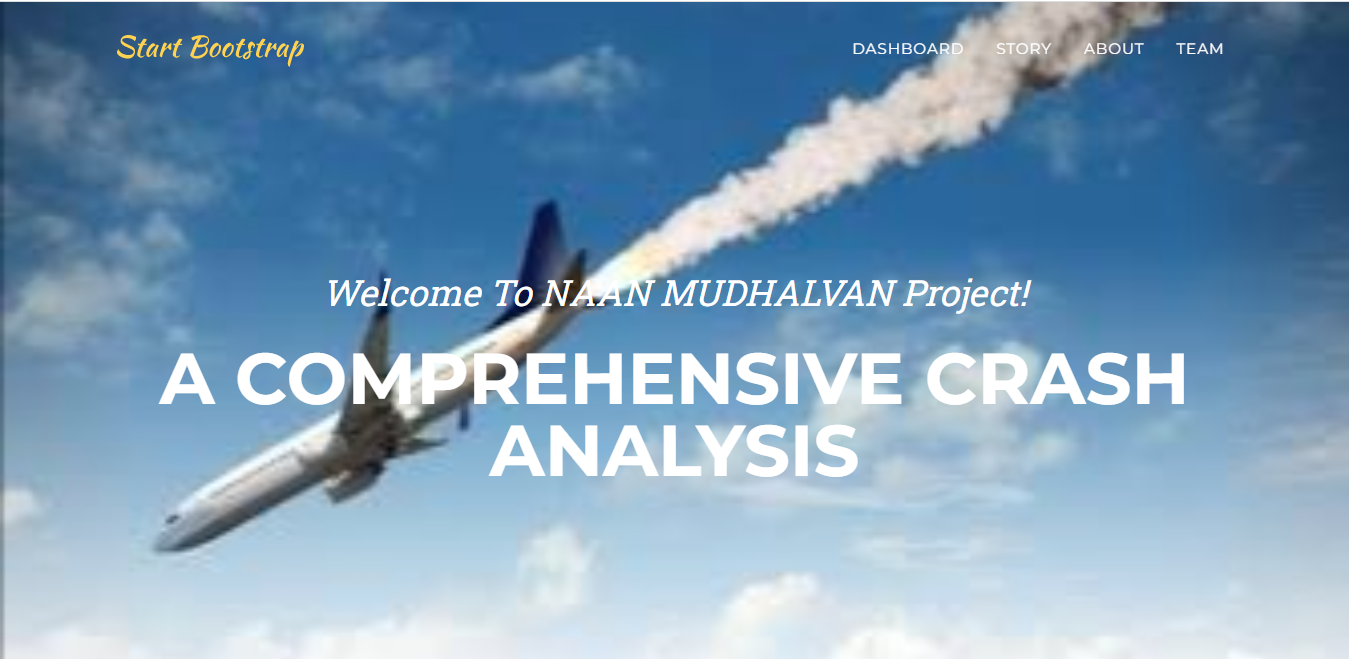 Start Bootstrap
DASHBOARD STORY ABOUT TEAM
Welcome To NAAN MUDHALVAN Project!
A COMPREHENSIVE CRASH
ANALYSIS